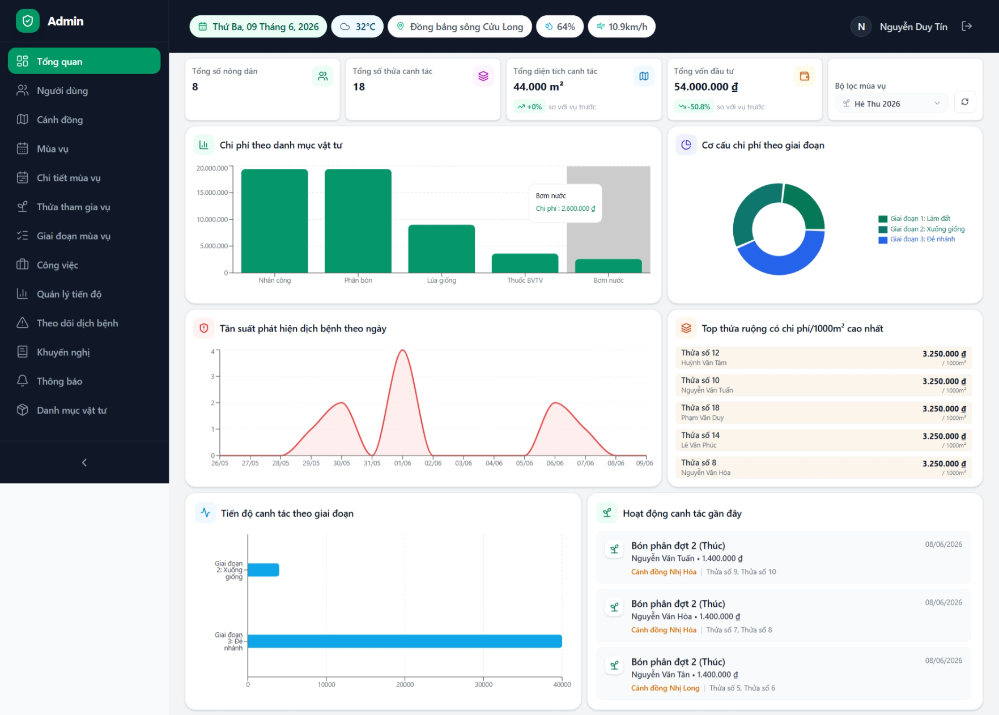 Admin
Tổng quan
Người dùng
Cánh đồng
Mùa vụ
Chi tiết mùa vụ
Thửa tham gia vụ
Giai đoạn mùa vụ
Công việc
Quản lý tiến độ
Theo dõi dịch bệnh
Khuyến nghị
Thông báo
Danh mục vật tư
Thứ Ba, 09 Tháng 6, 2026
32°C
Đồng bằng sông Cửu Long
64%
10.9km/h
N
Nguyễn Duy Tín
Tổng số nông dân
8
Tổng số thửa canh tác
18
Tổng diện tích canh tác
44.000 m²
+0% so với vụ trước
Tổng vốn đầu tư
54.000.000 ₫
-50.8% so với vụ trước
Bộ lọc mùa vụ
Hè Thu 2026
Chi phí theo danh mục vật tư
20.000.000
15.000.000
10.000.000
5.000.000
0
Bơm nước
Chi phí : 2.600.000 ₫
Nhân công
Phân bón
Lúa giống
Thuốc BVTV
Bơm nước
Cơ cấu chi phí theo giai đoạn
Giai đoạn 1: Làm đất
Giai đoạn 2: Xuống giống
Giai đoạn 3: Đẻ nhánh
Tần suất phát hiện dịch bệnh theo ngày
4
3
2
1
0
26/05
27/05
28/05
29/05
30/05
31/05
01/06
02/06
03/06
04/06
05/06
06/06
07/06
08/06
09/06
Top thửa ruộng có chi phí/1000m² cao nhất
Thửa số 12
Huỳnh Văn Tâm
3.250.000 ₫
/ 1000m²
Thửa số 10
Nguyễn Văn Tuấn
3.250.000 ₫
/ 1000m²
Thửa số 18
Phạm Văn Duy
3.250.000 ₫
/ 1000m²
Thửa số 14
Lê Văn Phúc
3.250.000 ₫
/ 1000m²
Thửa số 8
Nguyễn Văn Hòa
3.250.000 ₫
/ 1000m²
Tiến độ canh tác theo giai đoạn
Giai đoạn
2: Xuống
giống
Giai đoạn
3: Đẻ
nhánh
0
10000
20000
30000
40000
Hoạt động canh tác gần đây
Bón phân đợt 2 (Thúc)
08/06/2026
Nguyễn Văn Tuấn • 1.400.000 ₫
Cánh đồng Nhị Hòa | Thửa số 9, Thửa số 10
Bón phân đợt 2 (Thúc)
08/06/2026
Nguyễn Văn Hòa • 1.400.000 ₫
Cánh đồng Nhị Hòa | Thửa số 7, Thửa số 8
Bón phân đợt 2 (Thúc)
08/06/2026
Nguyễn Văn Tân • 1.400.000 ₫
Cánh đồng Nhị Long | Thửa số 5, Thửa số 6